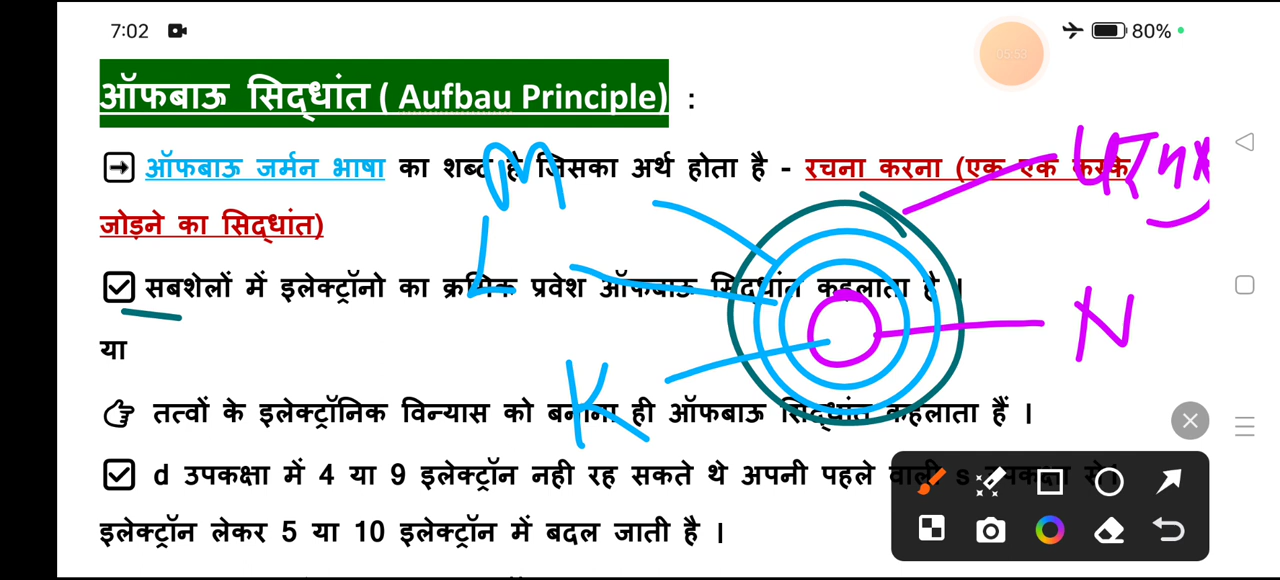 7:02 80%
ऑफबाऊ सिद्धांत ( Aufbau Principle) :
ऑफबाऊ जर्मन भाषा का शब्द है जिसका अर्थ होता है - रचना करना (एक एक करके
जोड़ने का सिद्धांत)
सबशेलों में इलेक्ट्रॉनो का क्रमिक प्रवेश ऑफबाऊ सिद्धांत कहलाता है ।
या
तत्वों के इलेक्ट्रॉनिक विन्यास को बनाना ही ऑफबाऊ सिद्धांत कहलाता हैं ।
d उपकक्षा में 4 या 9 इलेक्ट्रॉन नही रह सकते थे अपनी पहले वाली s उपकक्षा से
इलेक्ट्रॉन लेकर 5 या 10 इलेक्ट्रॉन में बदल जाती है ।
M
L
K
N